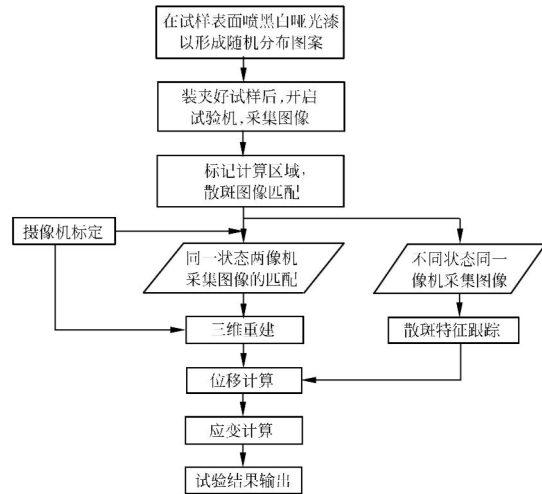 在试样表面喷黑白哑光漆
以形成随机分布图案
装夹好试样后,开启
试验机,采集图像
标记计算区域,
散斑图像匹配
摄像机标定
同一状态两像机
采集图像的匹配
不同状态同一
像机采集图像
三维重建
散斑特征跟踪
位移计算
应变计算
试验结果输出